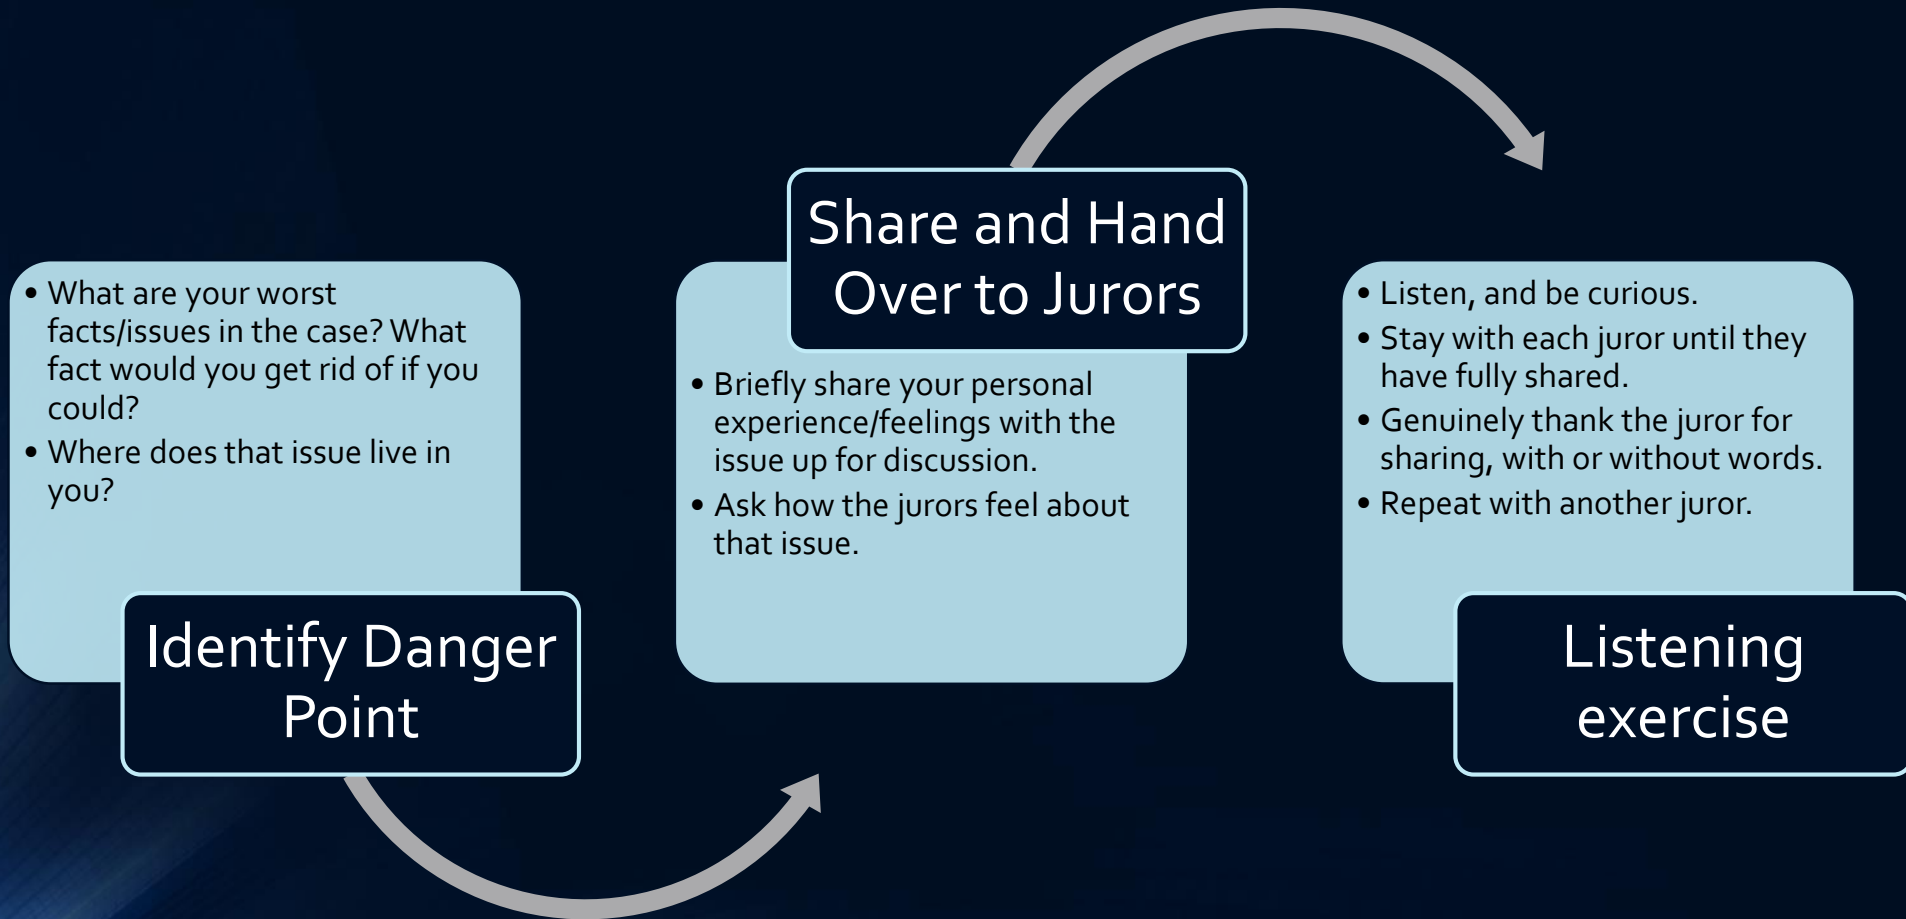 • What are your worst
facts/issues in the case? What
fact would you get rid of if you
could?
• Where does that issue live in
you?
Identify Danger
Point
Share and Hand
Over to Jurors
• Briefly share your personal
experience/feelings with the
issue up for discussion.
• Ask how the jurors feel about
that issue.
• Listen, and be curious.
• Stay with each juror until they
have fully shared.
• Genuinely thank the juror for
sharing, with or without words.
• Repeat with another juror.
Listening
exercise